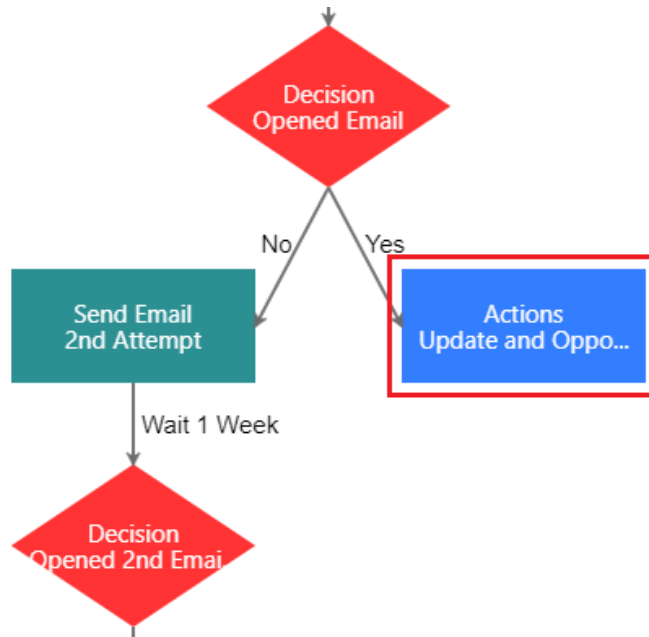 Decision
Opened Email
No
Yes
Send Email
2nd Attempt
Actions
Update and Oppo...
Wait 1 Week
Decision
Opened 2nd Emai